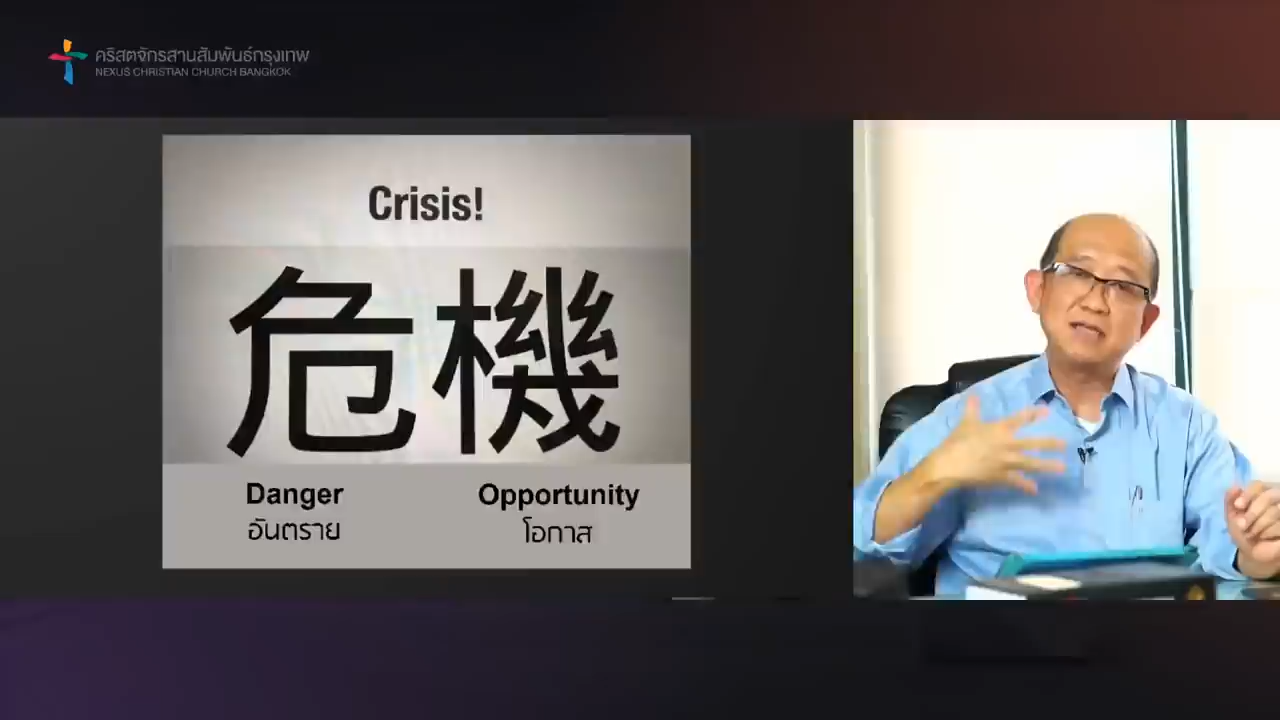 คริสตจักรสานสัมพันธ์กรุงเทพ
NEXUS CHRISTIAN CHURCH BANGKOK
Crisis!
危機
Danger Opportunity
อันตราย โอกาส